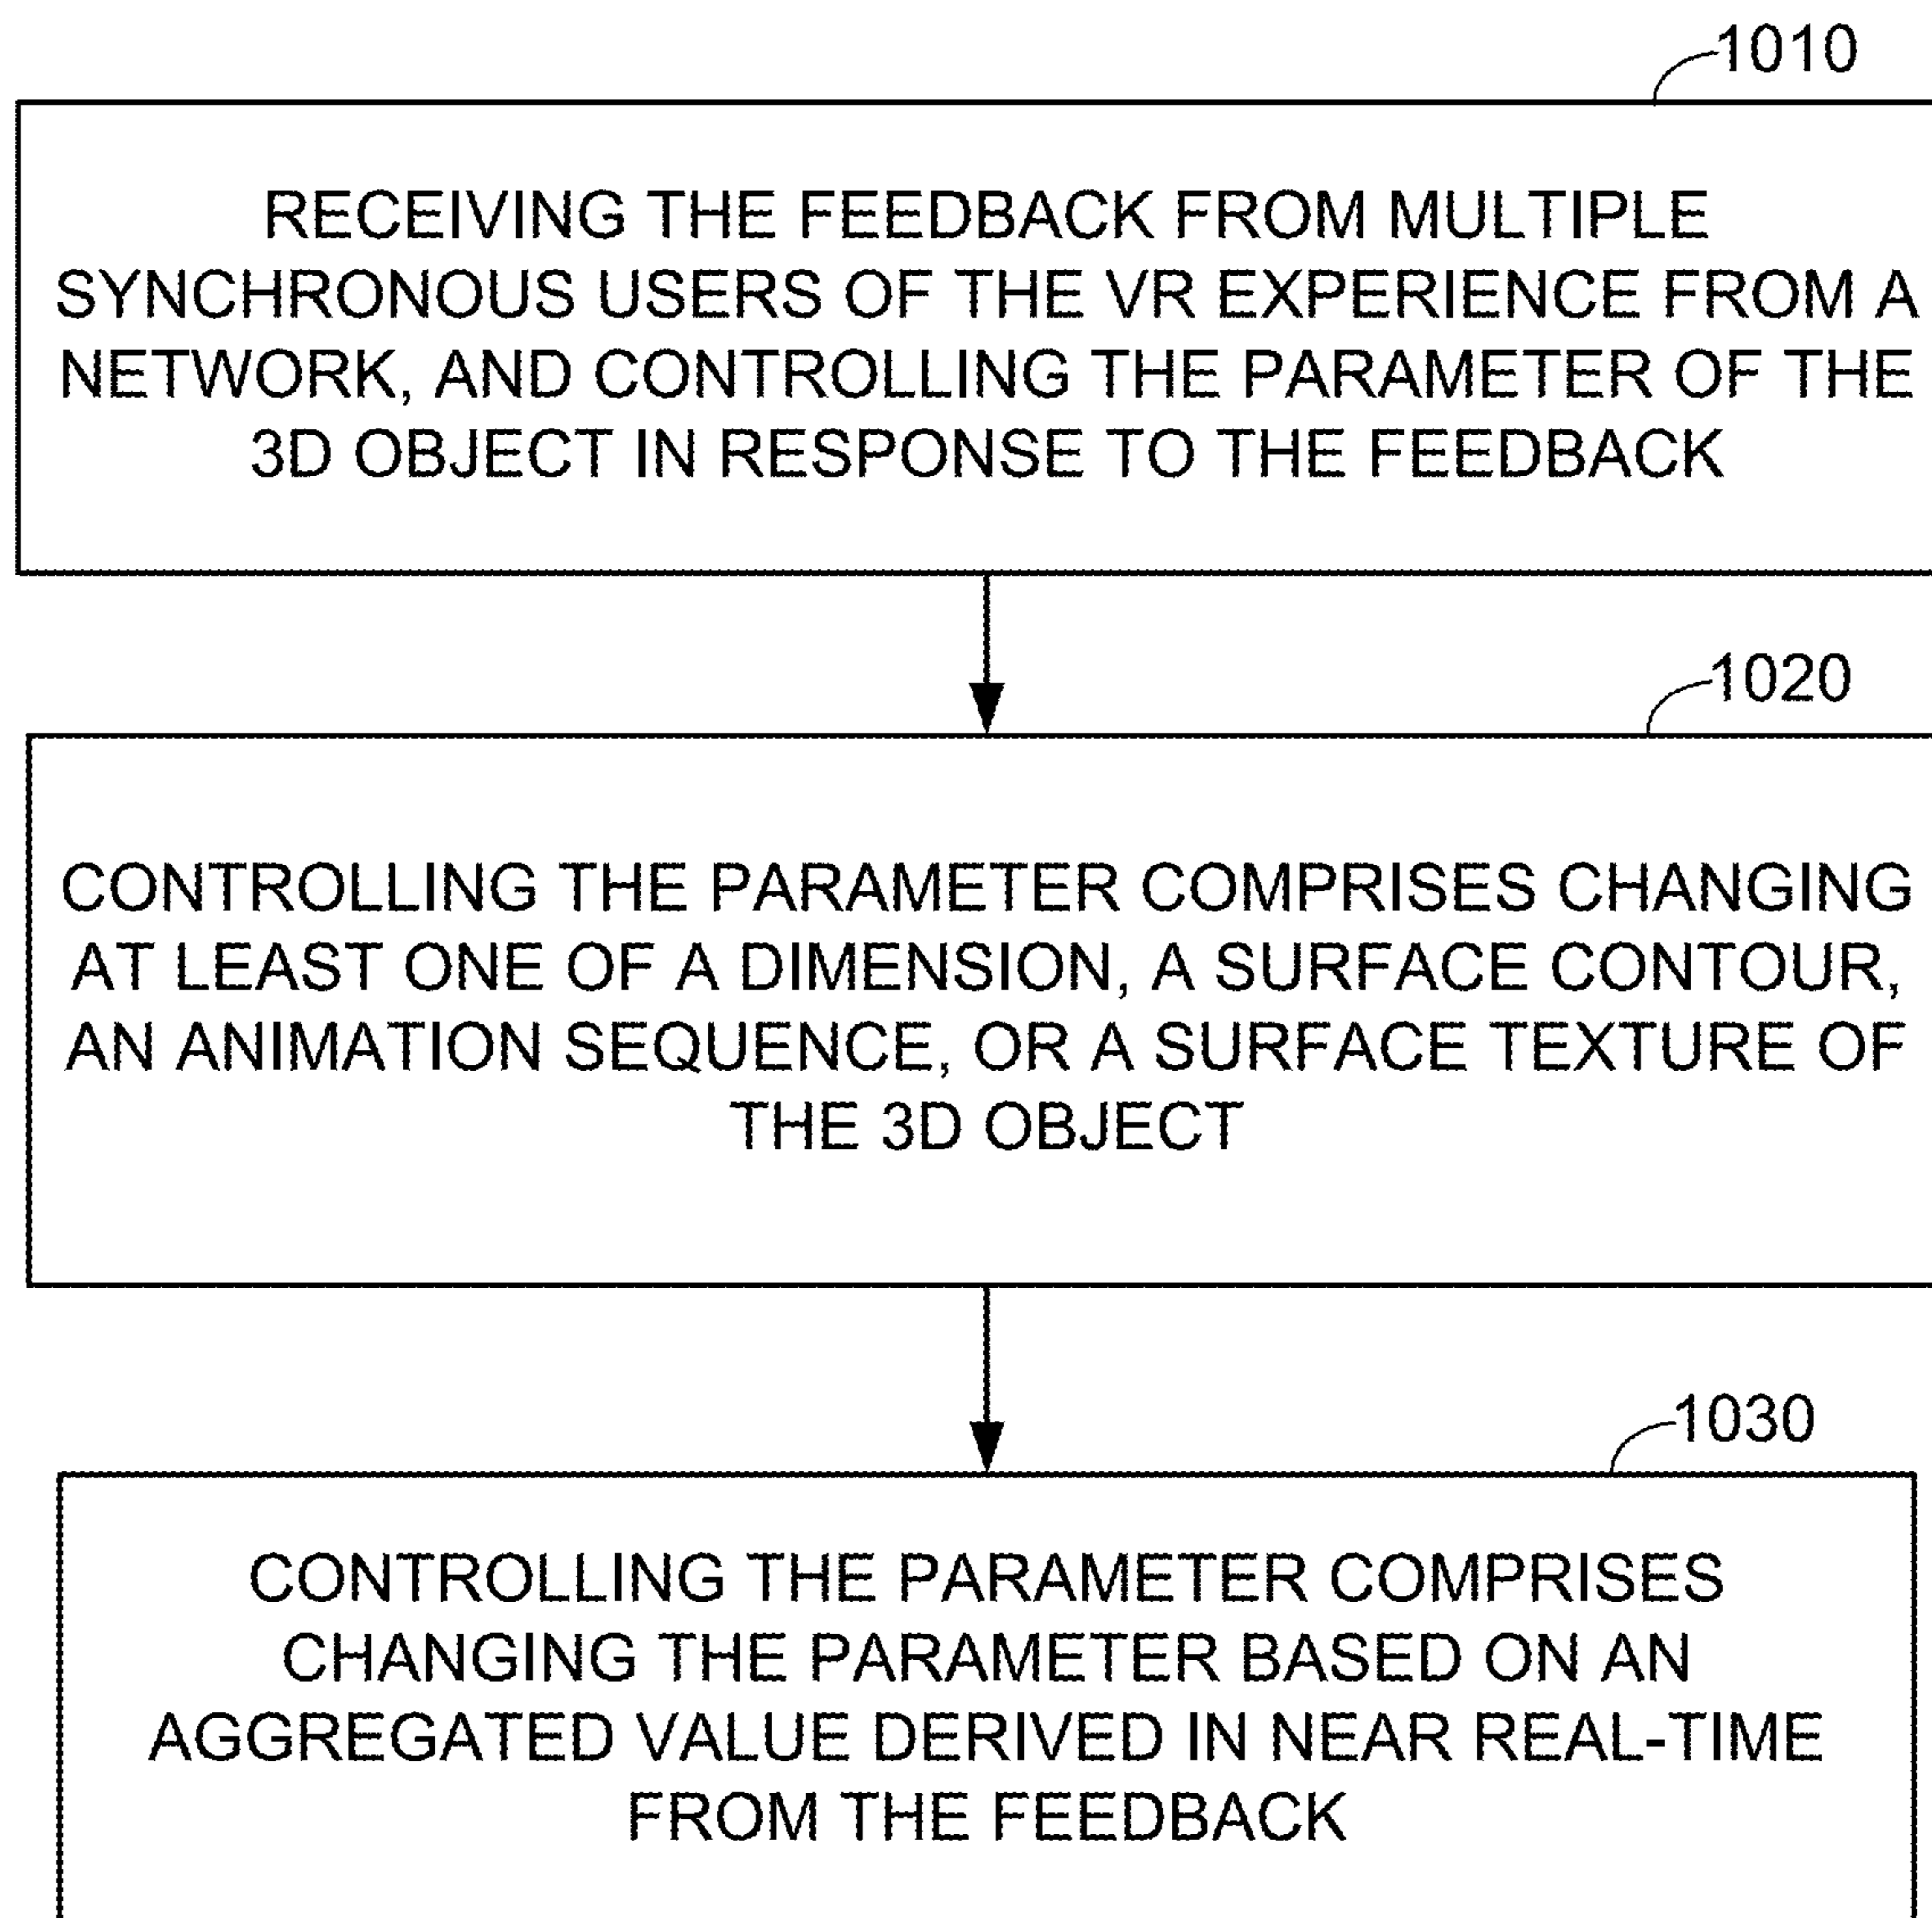 1010
RECEIVING THE FEEDBACK FROM MULTIPLE
SYNCHRONOUS USERS OF THE VR EXPERIENCE FROM A
NETWORK, AND CONTROLLING THE PARAMETER OF THE
3D OBJECT IN RESPONSE TO THE FEEDBACK
1020
CONTROLLING THE PARAMETER COMPRISES CHANGING
AT LEAST ONE OF A DIMENSION, A SURFACE CONTOUR,
AN ANIMATION SEQUENCE, OR A SURFACE TEXTURE OF
THE 3D OBJECT
1030
CONTROLLING THE PARAMETER COMPRISES
CHANGING THE PARAMETER BASED ON AN
AGGREGATED VALUE DERIVED IN NEAR REAL-TIME
FROM THE FEEDBACK